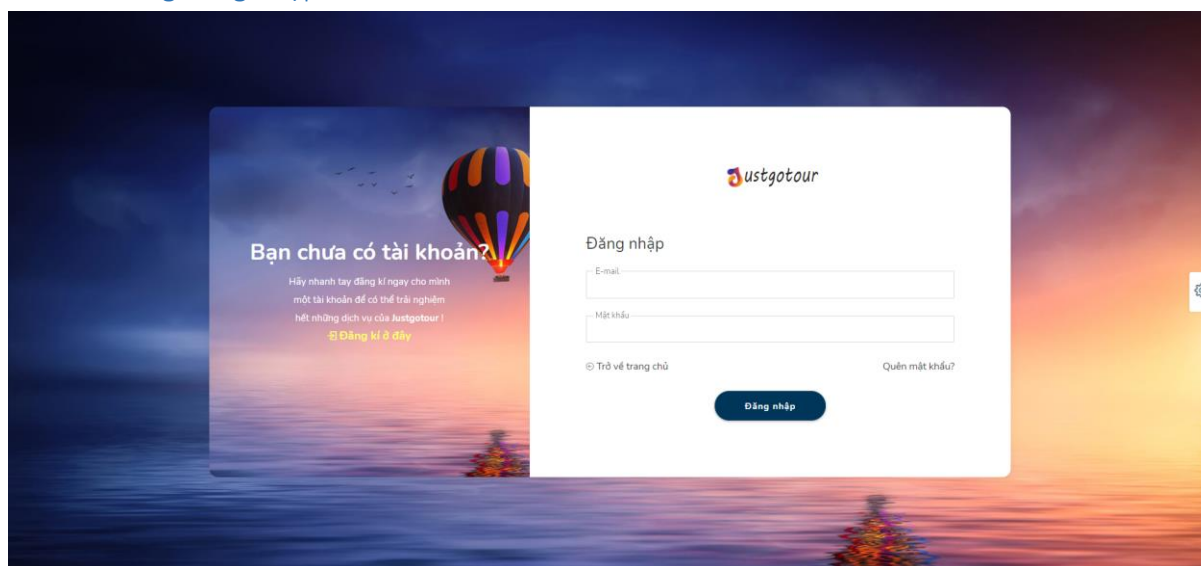 Bạn chưa có tài khoản?
Hãy nhanh tay đăng kí ngay cho mình
một tài khoản để có thể trải nghiệm
hết những dịch vụ của Justgotour !
Đăng kí ở đây
Justgotour
Đăng nhập
E-mail
Mật khẩu
Trở về trang chủ
Quên mật khẩu?
Đăng nhập